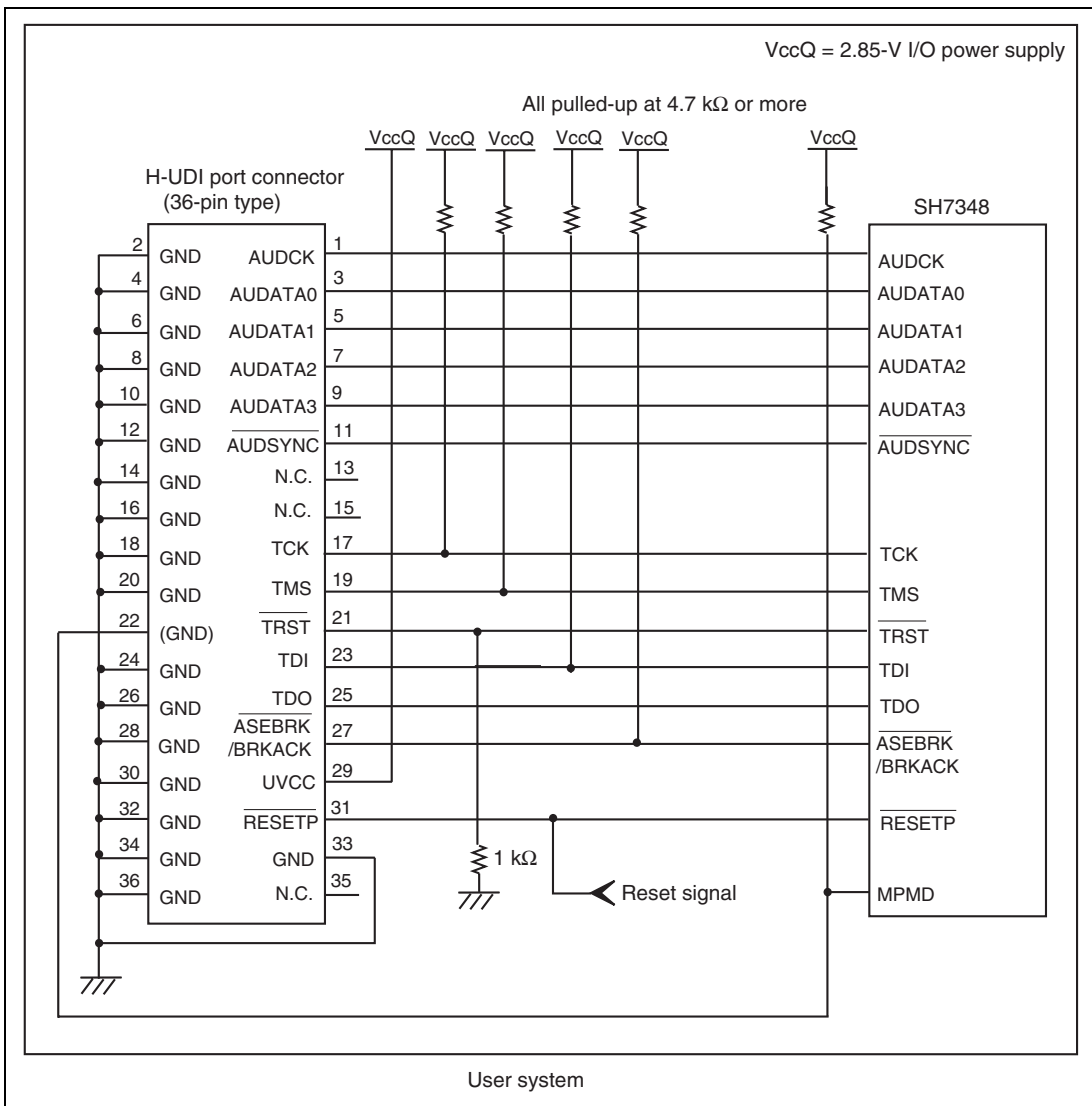 VccQ = 2.85-V I/O power supply
All pulled-up at 4.7 kΩ or more
VccQ VccQ VccQ VccQ VccQ VccQ
H-UDI port connector
(36-pin type)
SH7348
2 GND AUDCK 1 AUDCK
4 GND AUDATA0 3 AUDATA0
6 GND AUDATA1 5 AUDATA1
8 GND AUDATA2 7 AUDATA2
10 GND AUDATA3 9 AUDATA3
12 GND AUDSYNC 11 AUDSYNC
14 GND N.C. 13
16 GND N.C. 15
18 GND TCK 17 TCK
20 GND TMS 19 TMS
22 (GND) TRST 21 TRST
24 GND TDI 23 TDI
26 GND TDO 25 TDO
28 GND ASEBRK /BRKACK 27 ASEBRK /BRKACK
30 GND UVCC 29
32 GND RESETP 31 RESETP
34 GND GND 33
1 kΩ
36 GND N.C. 35
Reset signal
MPMD
User system